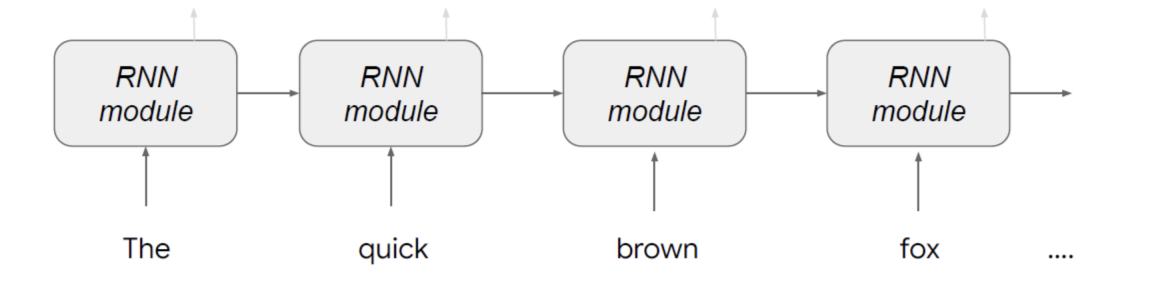 RNN
module
RNN
module
RNN
module
RNN
module
The quick brown fox ....